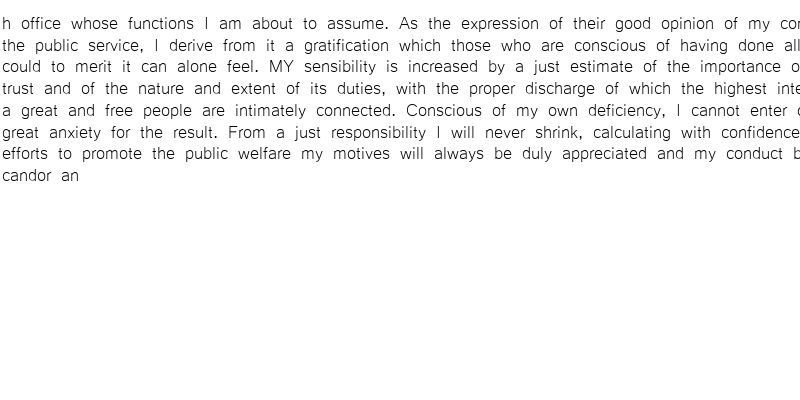 h office whose functions I am about to assume. As the expression of their good opinion of my
the public service, I derive from it a gratification which those who are conscious of having done all
could to merit it can alone feel. MY sensibility is increased by a just estimate of the importance
trust and of the nature and extent of its duties, with the proper discharge of which the highest
a great and free people are intimately connected. Conscious of my own deficiency, I cannot enter
great anxiety for the result. From a just responsibility I will never shrink, calculating with confidence
efforts to promote the public welfare my motives will always be duly appreciated and my conduct
candor an